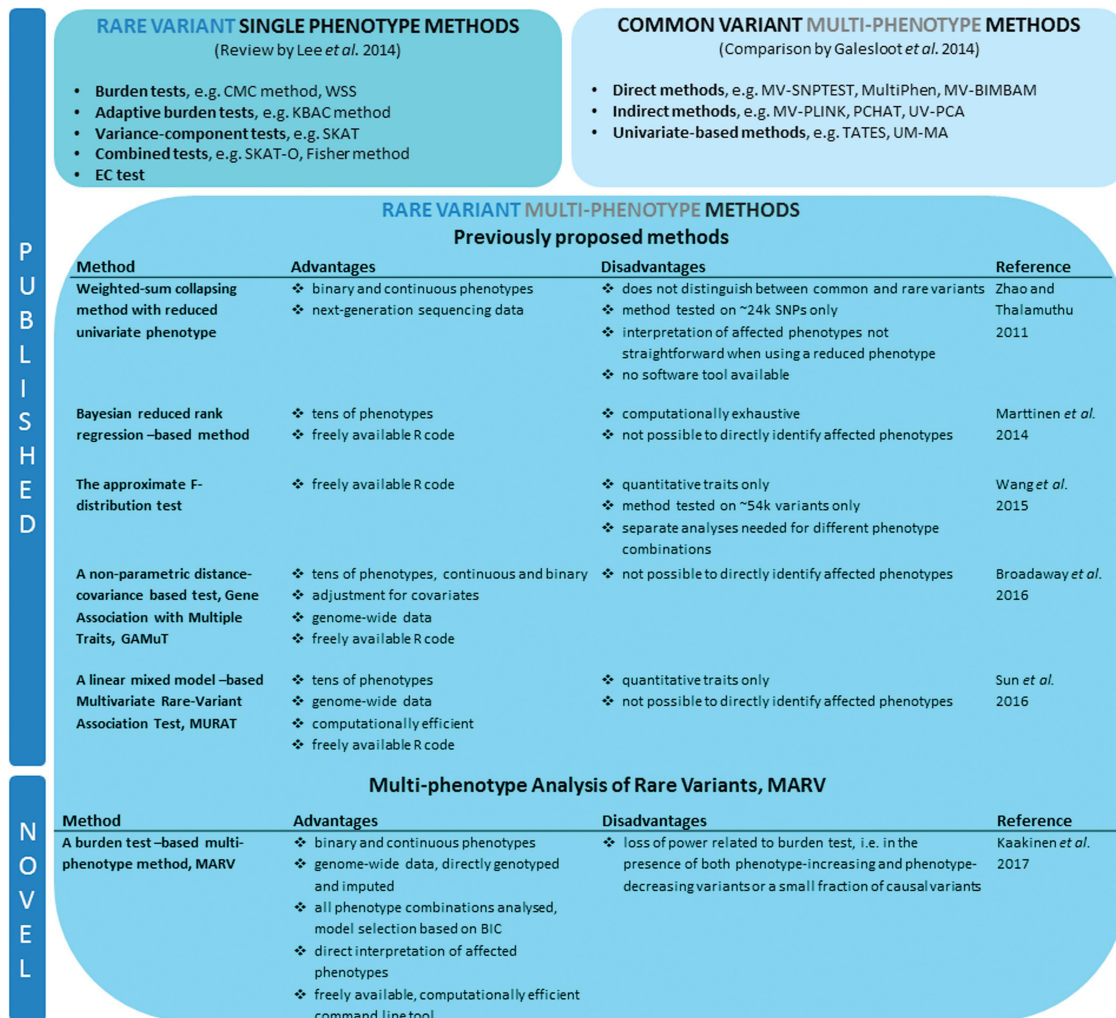 RARE VARIANT SINGLE PHENOTYPE METHODS
(Review by Lee et al. 2014)
• Burden tests, e.g. CMC method, WSS
• Adaptive burden tests, e.g. KBAC method
• Variance-component tests, e.g. SKAT
• Combined tests, e.g. SKAT-O, Fisher method
• EC test
COMMON VARIANT MULTI-PHENOTYPE METHODS
(Comparison by Galesloot et al. 2014)
• Direct methods, e.g. MV-SNPTEST, MultiPhen, MV-BIMBAM
• Indirect methods, e.g. MV-PLINK, PCHAT, UV-PCA
• Univariate-based methods, e.g. TATES, UM-MA
PUBLISHED
RARE VARIANT MULTI-PHENOTYPE METHODS
Previously proposed methods
Method Advantages Disadvantages Reference
Weighted-sum collapsing
method with reduced
univariate phenotype
❖ binary and continuous phenotypes
❖ next-generation sequencing data
❖ does not distinguish between common and rare variants
❖ method tested on ~24k SNPs only
❖ interpretation of affected phenotypes not
straightforward when using a reduced phenotype
❖ no software tool available
Zhao and
Thalamuthu
2011
Bayesian reduced rank
regression –based method
❖ tens of phenotypes
❖ freely available R code
❖ computationally exhaustive
❖ not possible to directly identify affected phenotypes
Marttinen et al.
2014
The approximate F-
distribution test
❖ freely available R code
❖ quantitative traits only
❖ method tested on ~54k variants only
❖ separate analyses needed for different phenotype
combinations
Wang et al.
2015
A non-parametric distance-
covariance based test, Gene
Association with Multiple
Traits, GAMuT
❖ tens of phenotypes, continuous and binary
❖ adjustment for covariates
❖ genome-wide data
❖ freely available R code
❖ not possible to directly identify affected phenotypes
Broadaway et al.
2016
A linear mixed model –based
Multivariate Rare-Variant
Association Test, MURAT
❖ tens of phenotypes
❖ genome-wide data
❖ computationally efficient
❖ freely available R code
❖ quantitative traits only
❖ not possible to directly identify affected phenotypes
Sun et al.
2016
NOVEL
Multi-phenotype Analysis of Rare Variants, MARV
Method Advantages Disadvantages Reference
A burden test –based multi-
phenotype method, MARV
❖ binary and continuous phenotypes
❖ genome-wide data, directly genotyped
and imputed
❖ all phenotype combinations analysed,
model selection based on BIC
❖ direct interpretation of affected
phenotypes
❖ freely available, computationally efficient
command line tool
❖ loss of power related to burden test, i.e. in the
presence of both phenotype-increasing and phenotype-
decreasing variants or a small fraction of causal variants
Kaakinen et al.
2017